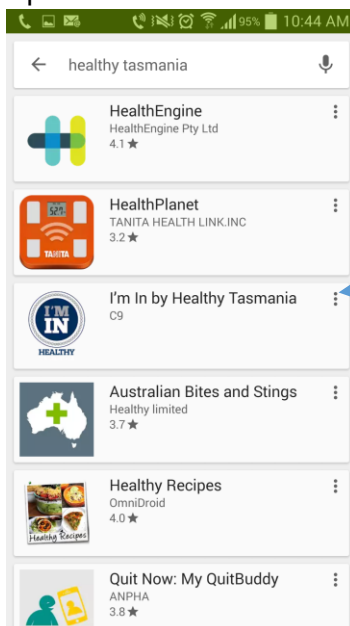 95% 10:44 AM
healthy tasmania
HealthEngine
HealthEngine Pty Ltd
4.1★
HealthPlanet
TANITA HEALTH LINK.INC
3.2★
TANITA
I'm In by Healthy Tasmania
C9
I'M
IN
HEALTHY
Australian Bites and Stings
Healthy limited
3.7★
Healthy Recipes
OmniDroid
4.0★
Healthy Recipes
Quit Now: My QuitBuddy
ANPHA
3.8★